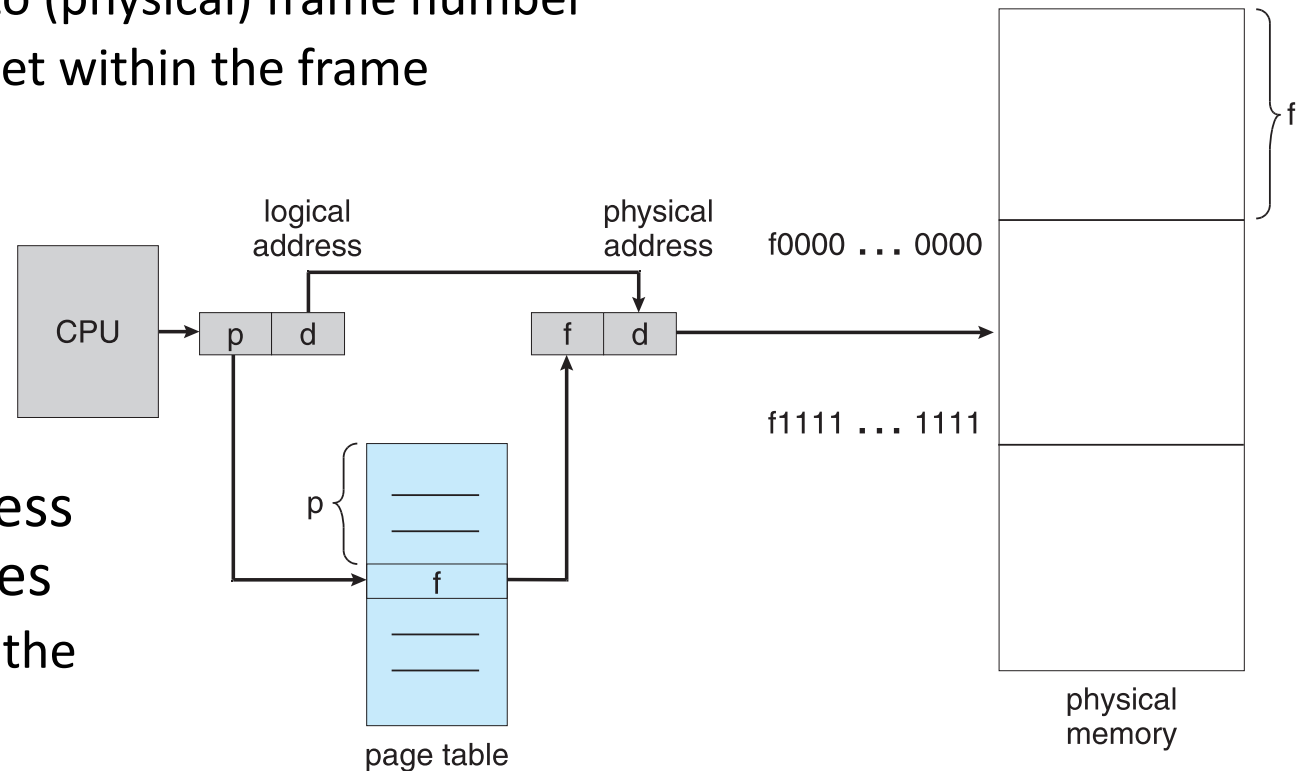 (physical) frame number
et within the frame
f
logical
address
physical
address
f0000 ... 0000
CPU
p d
f d
f1111 ... 1111
p
ess
es
the
f
page table
physical
memory